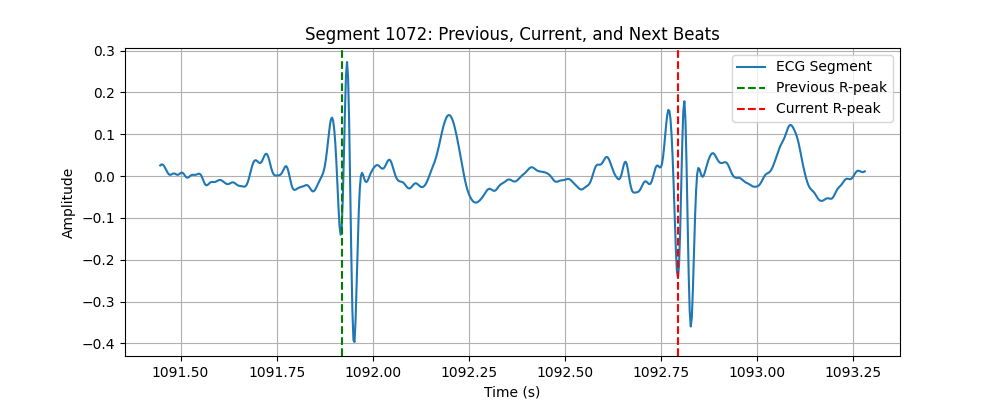 Segment 1072: Previous, Current, and Next Beats
0.3
0.2
0.1
0.0
−0.1
−0.2
−0.3
−0.4
Amplitude
ECG Segment
Previous R-peak
Current R-peak
1091.50 1091.75 1092.00 1092.25 1092.50 1092.75 1093.00 1093.25
Time (s)